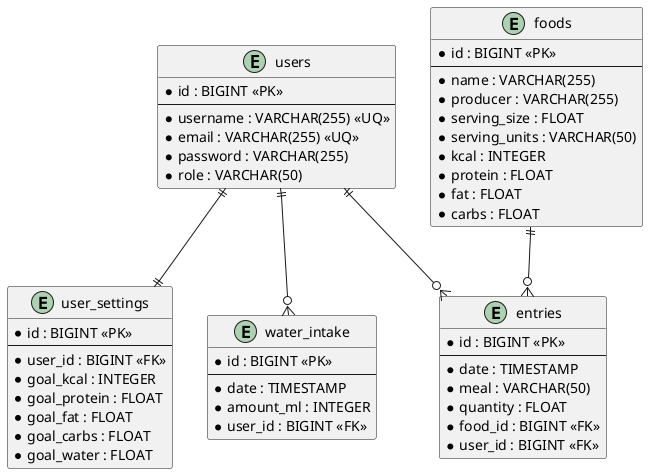 E users
* id : BIGINT «PK»
* username : VARCHAR(255) «UQ»
* email : VARCHAR(255) «UQ»
* password : VARCHAR(255)
* role : VARCHAR(50)
E foods
* id : BIGINT «PK»
* name : VARCHAR(255)
* producer : VARCHAR(255)
* serving_size : FLOAT
* serving_units : VARCHAR(50)
* kcal : INTEGER
* protein : FLOAT
* fat : FLOAT
* carbs : FLOAT
E user_settings
* id : BIGINT «PK»
* user_id : BIGINT «FK»
* goal_kcal : INTEGER
* goal_protein : FLOAT
* goal_fat : FLOAT
* goal_carbs : FLOAT
* goal_water : FLOAT
E water_intake
* id : BIGINT «PK»
* date : TIMESTAMP
* amount_ml : INTEGER
* user_id : BIGINT «FK»
E entries
* id : BIGINT «PK»
* date : TIMESTAMP
* meal : VARCHAR(50)
* quantity : FLOAT
* food_id : BIGINT «FK»
* user_id : BIGINT «FK»